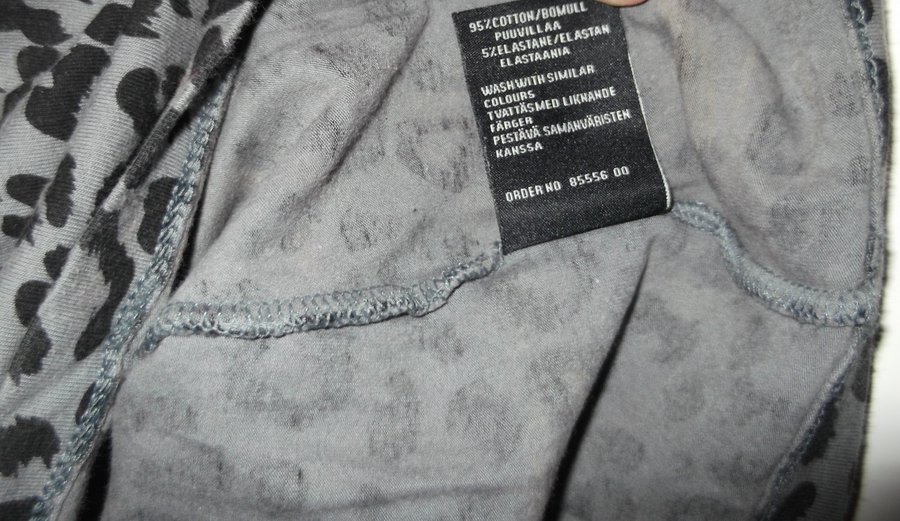 95%COTTON/BOMULL
PUUVILLAA
5%ELASTANE/ELASTAN
ELASTAANIA
WASH WITH SIMILAR
COLOURS
TVÄTTAS MED LIKNANDE
FÄRGER
PESTÄVÄ SAMANVÄRISTEN
KANSSA
ORDER NO 85556 00